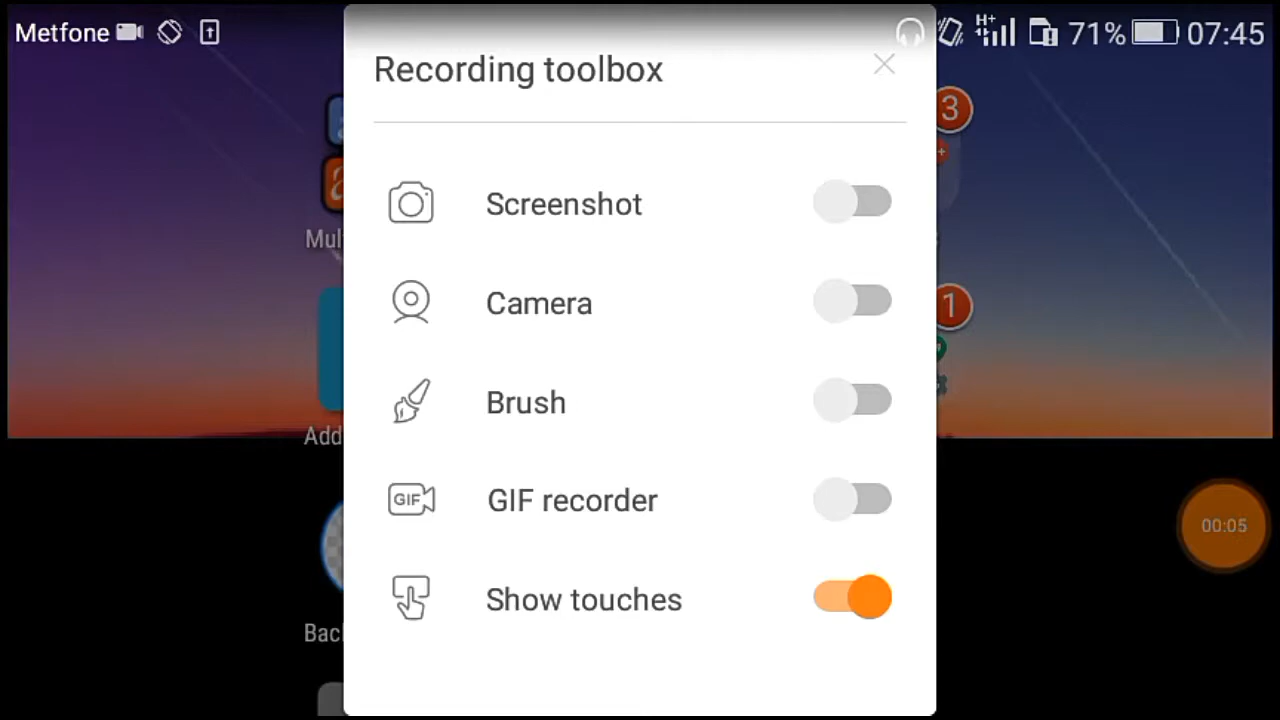 Metfone H+ 71% 07:45
Recording toolbox
3
Screenshot
Mul
Camera
1
Brush
Add
GIF GIF recorder
00:05
Show touches
Bac